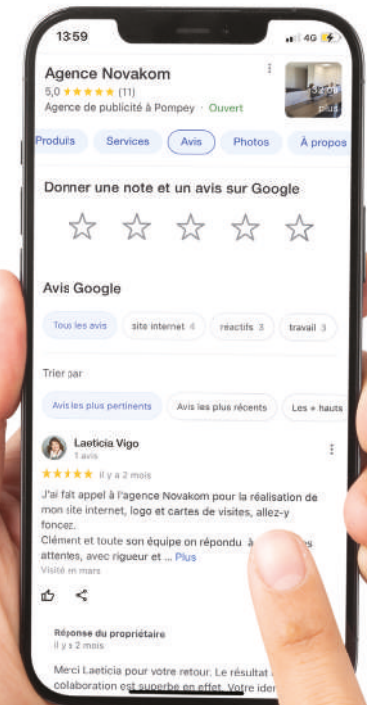 13:59
4G
Agence Novakom
5,0 ★★★★★ (11)
Agence de publicité à Pompey · Ouvert
plus
Produits Services Avis Photos À propos
Donner une note et un avis sur Google
Avis Google
Tous les avis site internet 4 réactifs 3 travail 3
Trier par
Avis les plus pertinents Avis les plus récents Les + hauts
Laeticia Vigo
1 avis
★★★★★ il y a 2 mois
J'ai fait appel à l'agence Novakom pour la réalisation de
mon site internet, logo et cartes de visites, allez-y
foncez.
Clément et toute son équipe on répondu à
attentes, avec rigueur et ... Plus
Visité en mars
Réponse du propriétaire
il y a 2 mois
Merci Laeticia pour votre retour. Le résultat
colaboration est superbe en effet. Votre iden